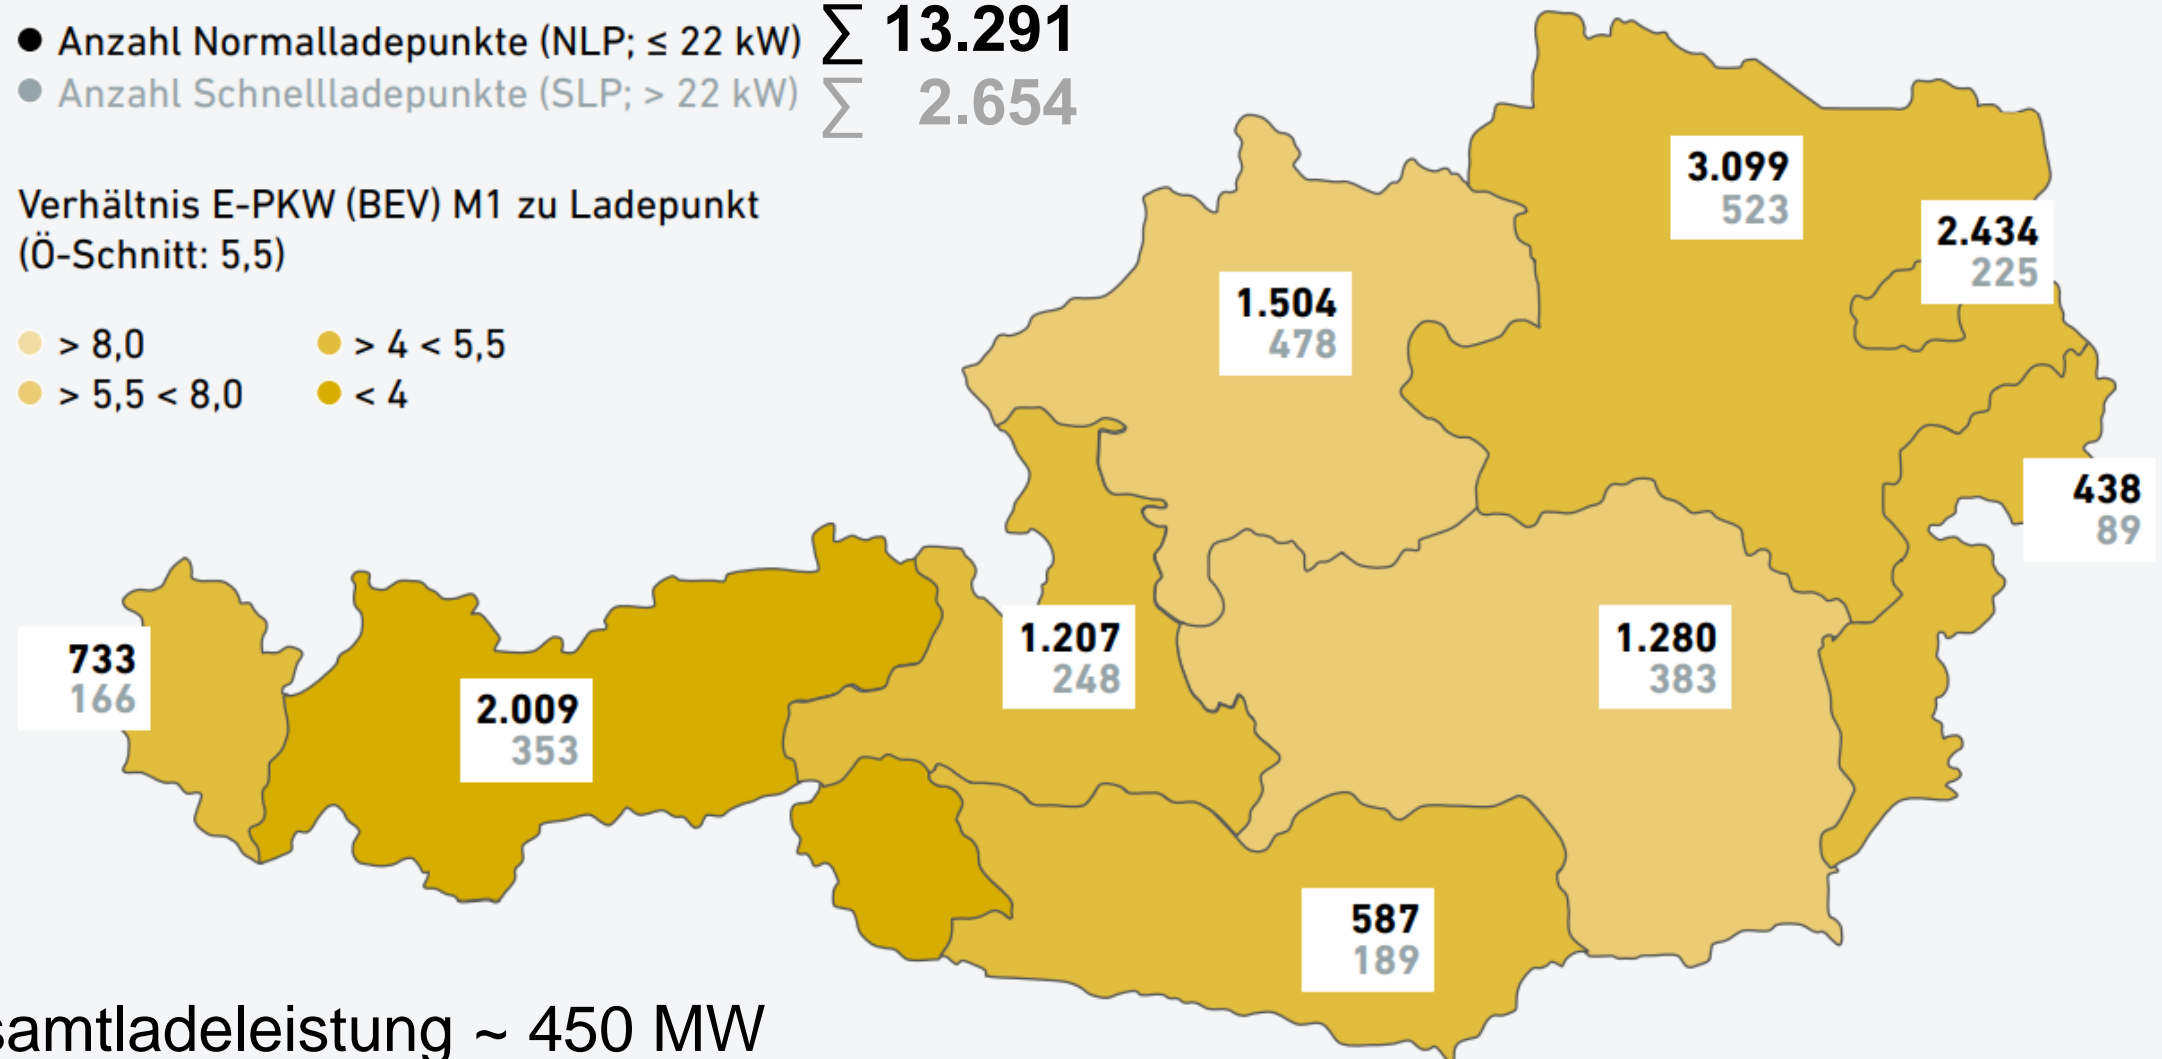 Anzahl Normalladepunkte (NLP; ≤ 22 kW) ∑ 13.291
Anzahl Schnellladepunkte (SLP; > 22 kW) ∑ 2.654
Verhältnis E-PKW (BEV) M1 zu Ladepunkt
(Ö-Schnitt: 5,5)
> 8,0
> 4 < 5,5
> 5,5 < 8,0
< 4
3.099
523
2.434
225
1.504
478
438
89
1.207
248
1.280
383
733
166
2.009
353
587
189
samtladeleistung ~ 450 MW